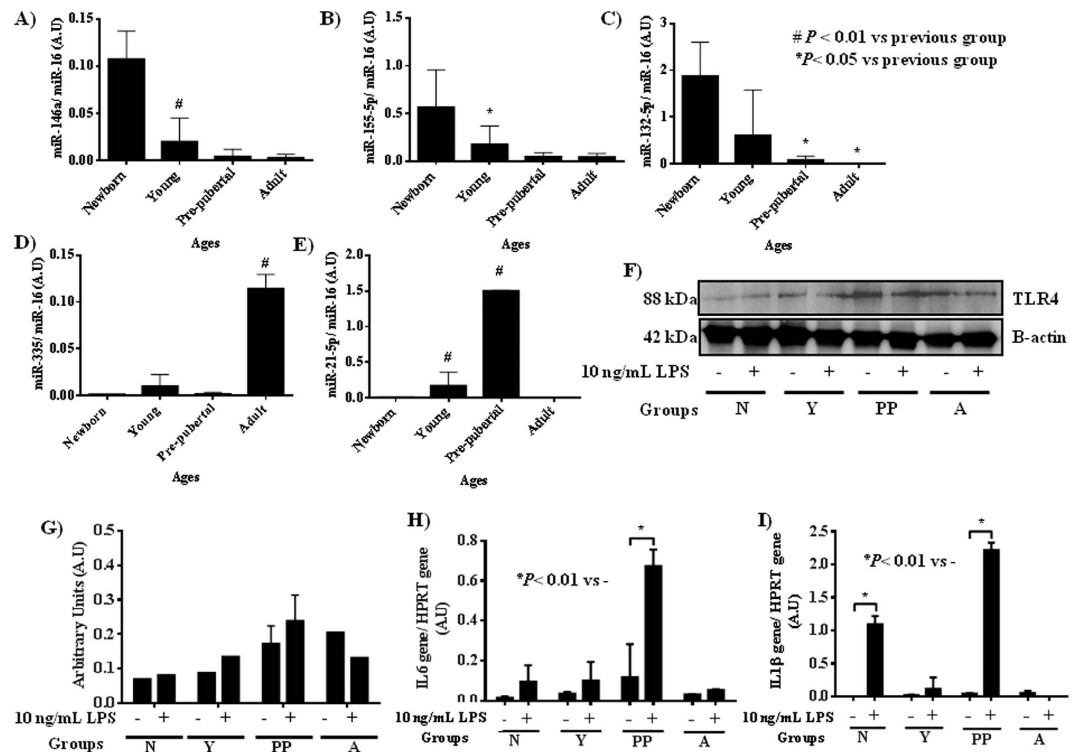 A)
miR-146a/ miR-16 (A.U)
0.15
0.10
0.05
0.00
#
Newborn
Young
Pre-pubertal
Adult
Ages
B)
miR-155-5p/ miR-16 (A.U)
1.5
1.0
0.5
0.0
*
Newborn
Young
Pre-pubertal
Adult
Ages
C)
miR-132-5p/ miR-16 (A.U)
3
2
1
0
*
*
# P < 0.01 vs previous group
*P< 0.05 vs previous group
Newborn
Young
Pre-pubertal
Adult
Ages
D)
miR-335/ miR-16 (A.U)
0.15
0.10
0.05
0.00
#
Newborn
Young
Pre-pubertal
Adult
Ages
E)
miR-21-5p/ miR-16 (A.U)
2.0
1.5
1.0
0.5
0.0
#
#
Newborn
Young
Pre-pubertal
Adult
Ages
F)
88 kDa TLR4
42 kDa B-actin
10 ng/mL LPS - + - + - + - +
Groups N Y PP A
G)
Arbitrary Units (A.U)
0.5
0.4
0.3
0.2
0.1
0.0
10 ng/mL LPS - + - + - + - +
Groups N Y PP A
H)
IL6 gene/ HPRT gene
(A.U)
0.8
0.6
0.4
0.2
0.0
*P< 0.01 vs -
*
10 ng/mL LPS - + - + - + - +
Groups N Y PP A
I)
IL1β gene/ HPRT gene
(A.U)
2.5
2.0
1.5
1.0
0.5
0.0
*P< 0.01 vs -
*
*
10 ng/mL LPS - + - + - + - +
Groups N Y PP A